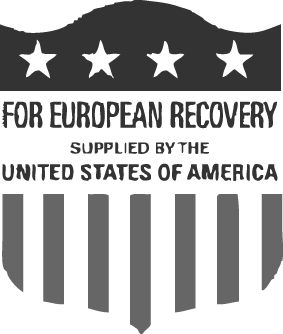 FOR EUROPEAN RECOVERY
SUPPLIED BY THE
UNITED STATES OF AMERICA